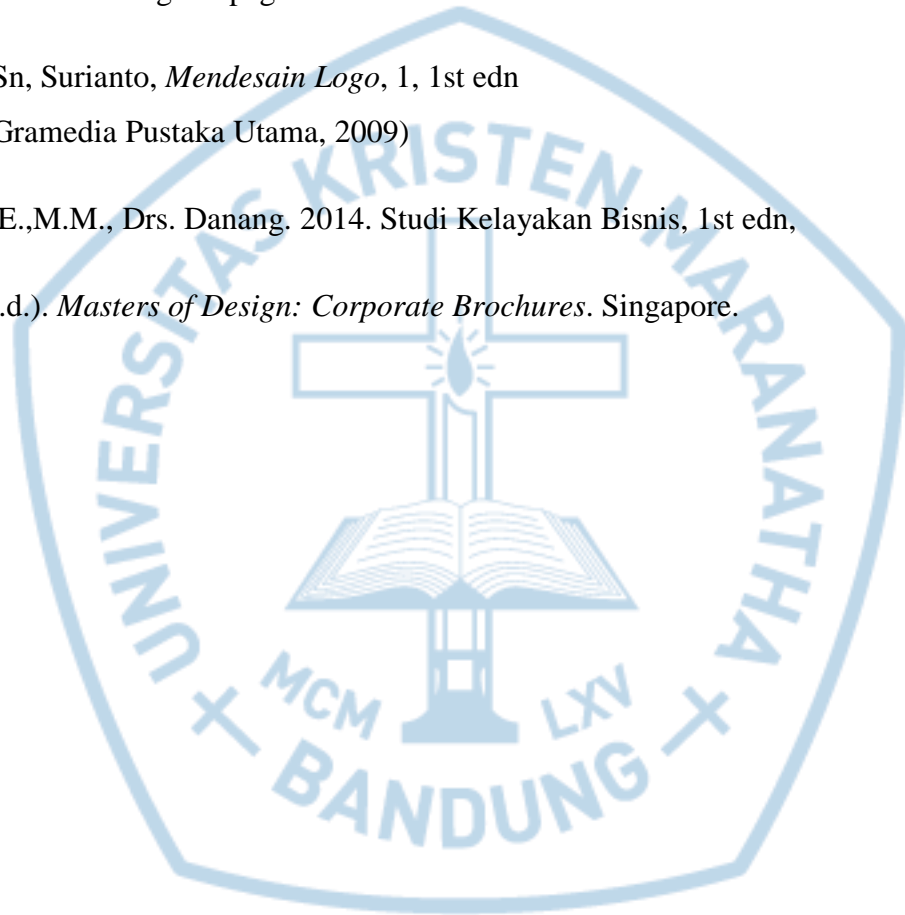 Sn, Surianto, Mendesain Logo, 1, 1st edn
Gramedia Pustaka Utama, 2009)
E.,M.M., Drs. Danang. 2014. Studi Kelayakan Bisnis, 1st edn,
.d.). Masters of Design: Corporate Brochures. Singapore.
UNIVERSITAS KRISTEN MARANATHA
MCM LXV
BANDUNG